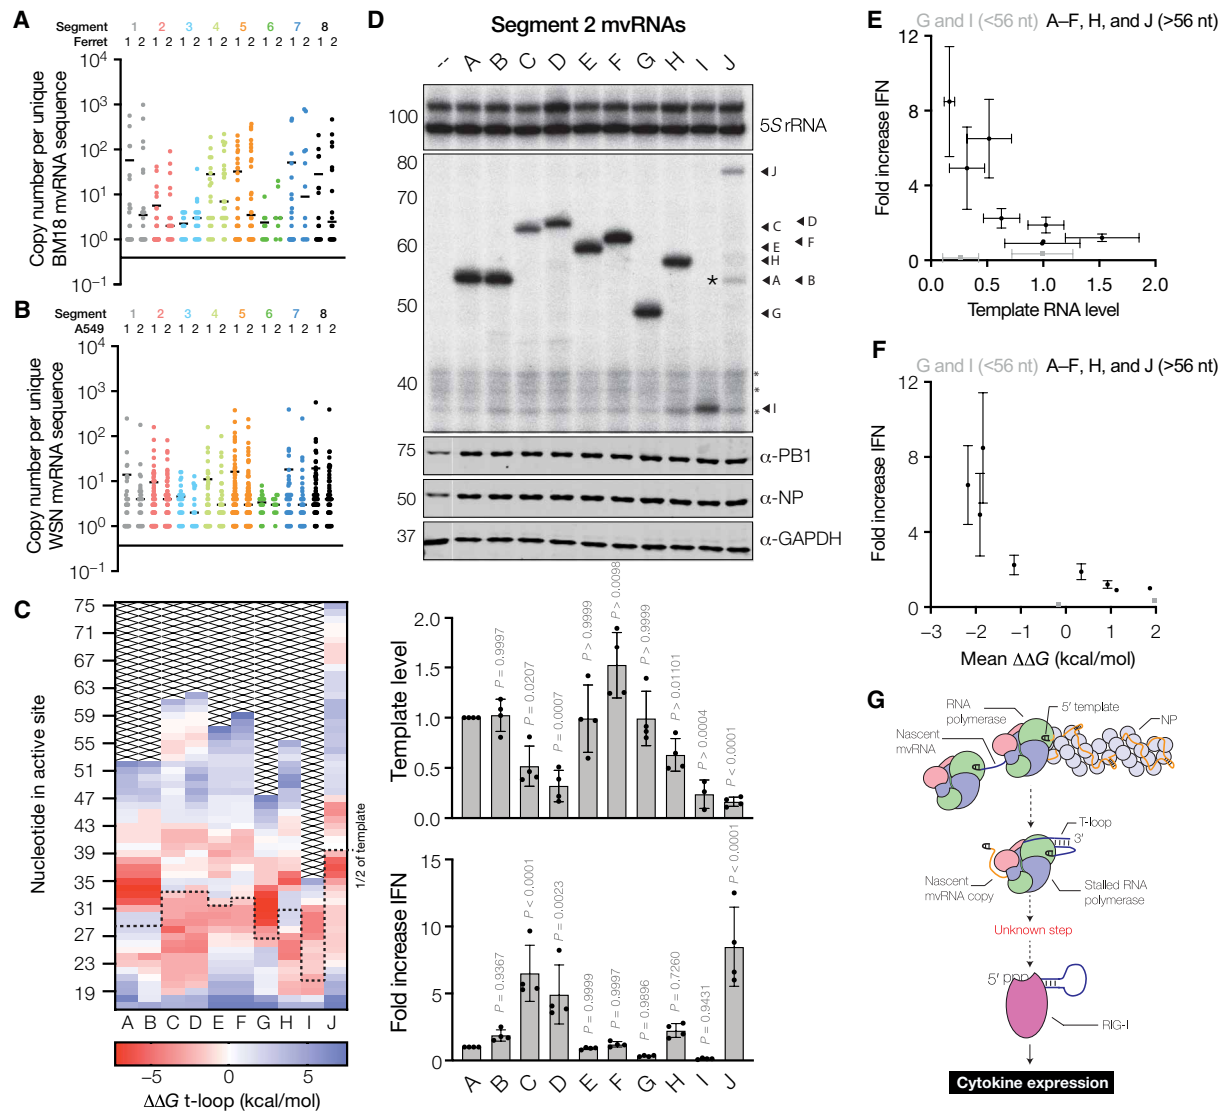 A
Segment 1 2 3 4 5 6 7 8
Ferret 1 2 1 2 1 2 1 2 1 2 1 2 1 2 1 2
Copy number per unique
BM18 mvRNA sequence
10⁴
10³
10²
10¹
10⁰
10⁻¹
B
Segment 1 2 3 4 5 6 7 8
A549 1 2 1 2 1 2 1 2 1 2 1 2 1 2 1 2
Copy number per unique
WSN mvRNA sequence
10⁴
10³
10²
10¹
10⁰
10⁻¹
C
Nucleotide in active site
75
71
67
63
59
55
51
47
43
39
35
31
27
23
19
1/2 of template
A B C D E F G H I J
−5 0 5
ΔΔG t-loop (kcal/mol)
D
Segment 2 mvRNAs
-- A B C D E F G H I J
100
5S rRNA
80
70
60
50
40
J
C D
E F
H
* A B
G
*
*
* I
75
α-PB1
50
α-NP
37
α-GAPDH
Template level
2.0
1.5
1.0
0.5
0.0
P = 0.9997
P = 0.0207
P = 0.0007
P > 0.9999
P > 0.0098
P > 0.9999
P > 0.01101
P > 0.0004
P < 0.0001
Fold increase IFN
15
10
5
0
P = 0.9367
P < 0.0001
P = 0.0023
P = 0.9999
P = 0.9997
P = 0.9896
P = 0.7260
P = 0.9431
P < 0.0001
A B C D E F G H I J
E
G and I (<56 nt) A–F, H, and J (>56 nt)
Fold increase IFN
12
8
4
0
0.0 0.5 1.0 1.5 2.0
Template RNA level
F
G and I (<56 nt) A–F, H, and J (>56 nt)
Fold increase IFN
12
8
4
0
−3 −2 −1 0 1 2
Mean ΔΔG (kcal/mol)
G
RNA
polymerase
5′ template
NP
Nascent
mvRNA
T-loop
3′
Nascent
mvRNA copy
Stalled RNA
polymerase
Unknown step
5′ ppp
RIG-I
Cytokine expression